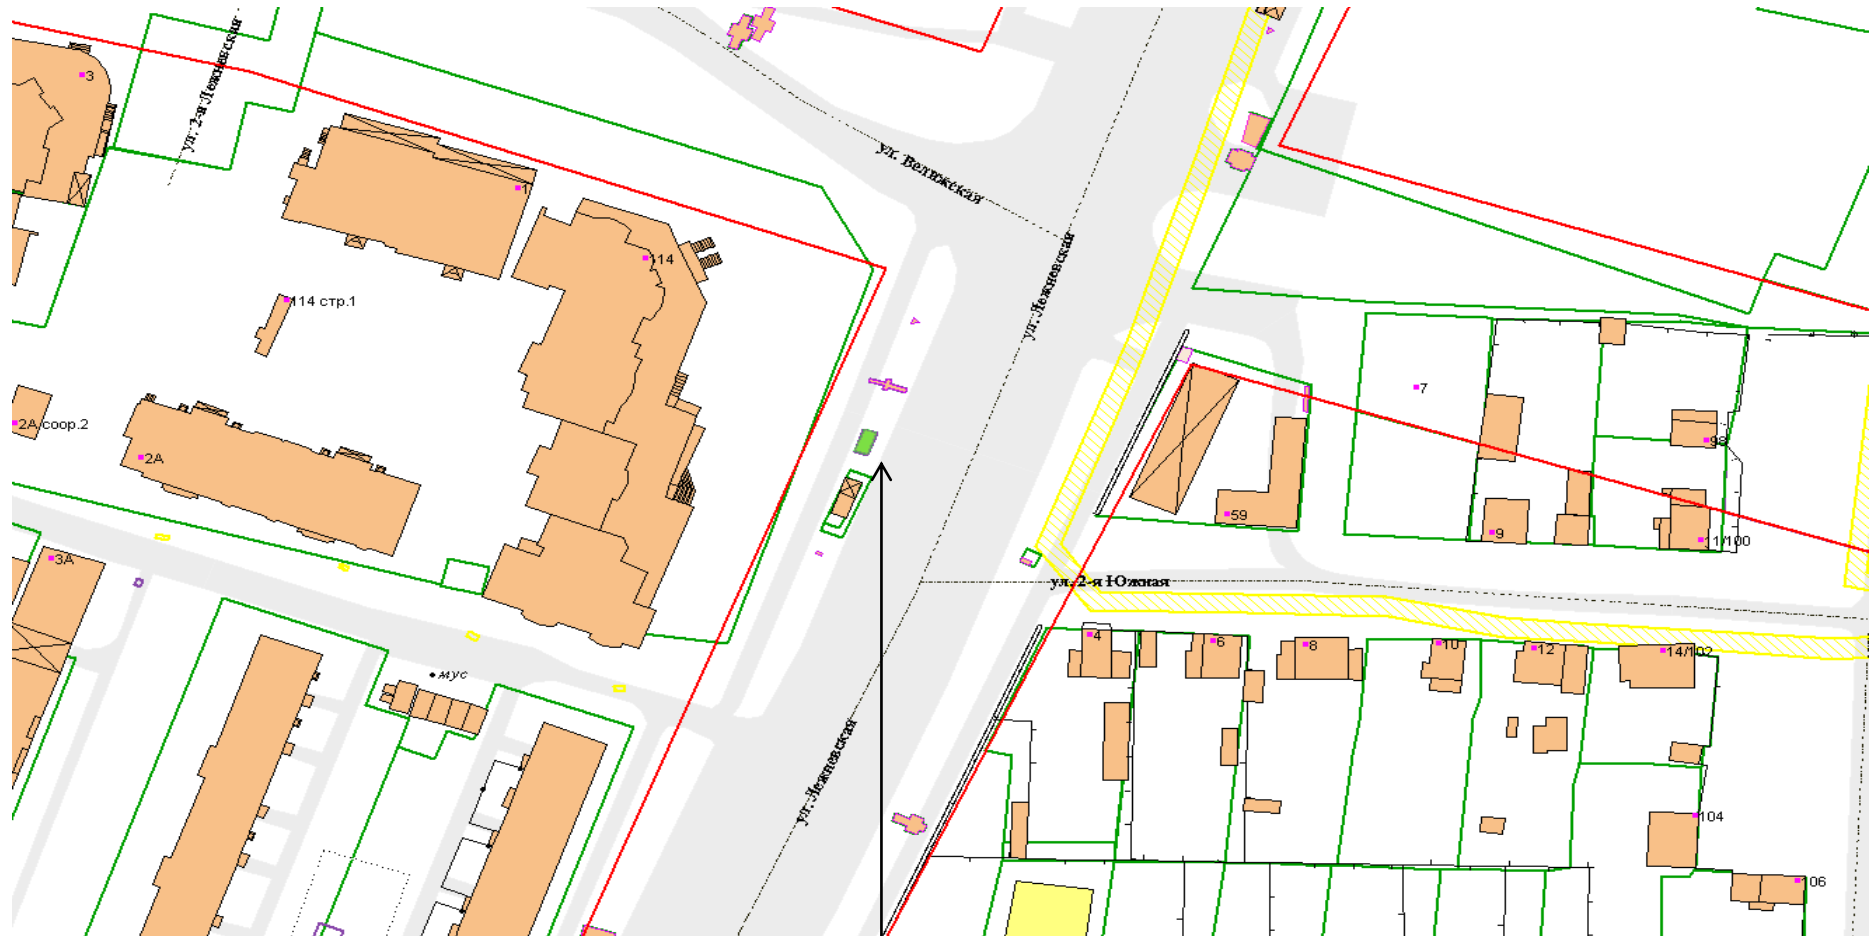 ул. 2-я Лежневская
3
ул. Велижская
1
114
114 стр.1
ул. Лежневская
7
2А соор.2
98
2А
59
9
11/100
3А
ул. 2-я Южная
4
6
8
10
12
14/102
мус
ул. Лежневская
104
106